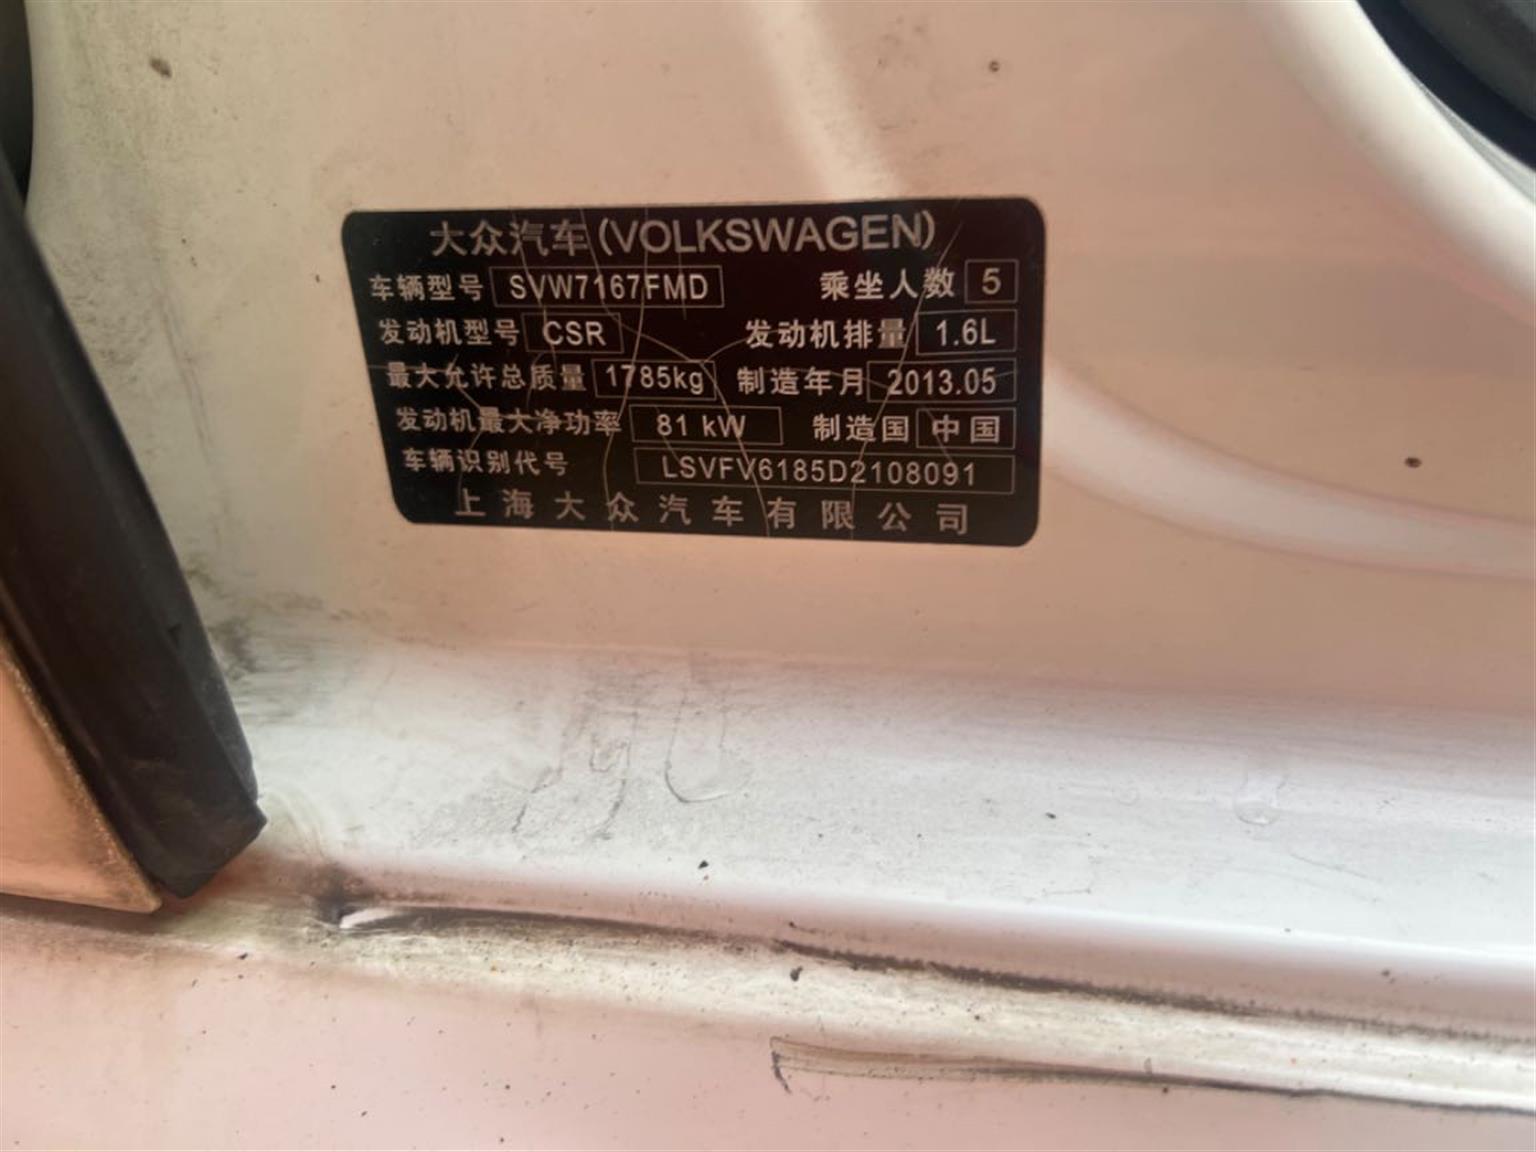 大众汽车(VOLKSWAGEN)
车辆型号 SVW7167FMD 乘坐人数 5
发动机型号 CSR 发动机排量 1.6L
最大允许总质量 1785kg 制造年月 2013.05
发动机最大净功率 81 kW 制造国 中国
车辆识别代号 LSVFV6185D2108091
上海大众汽车有限公司